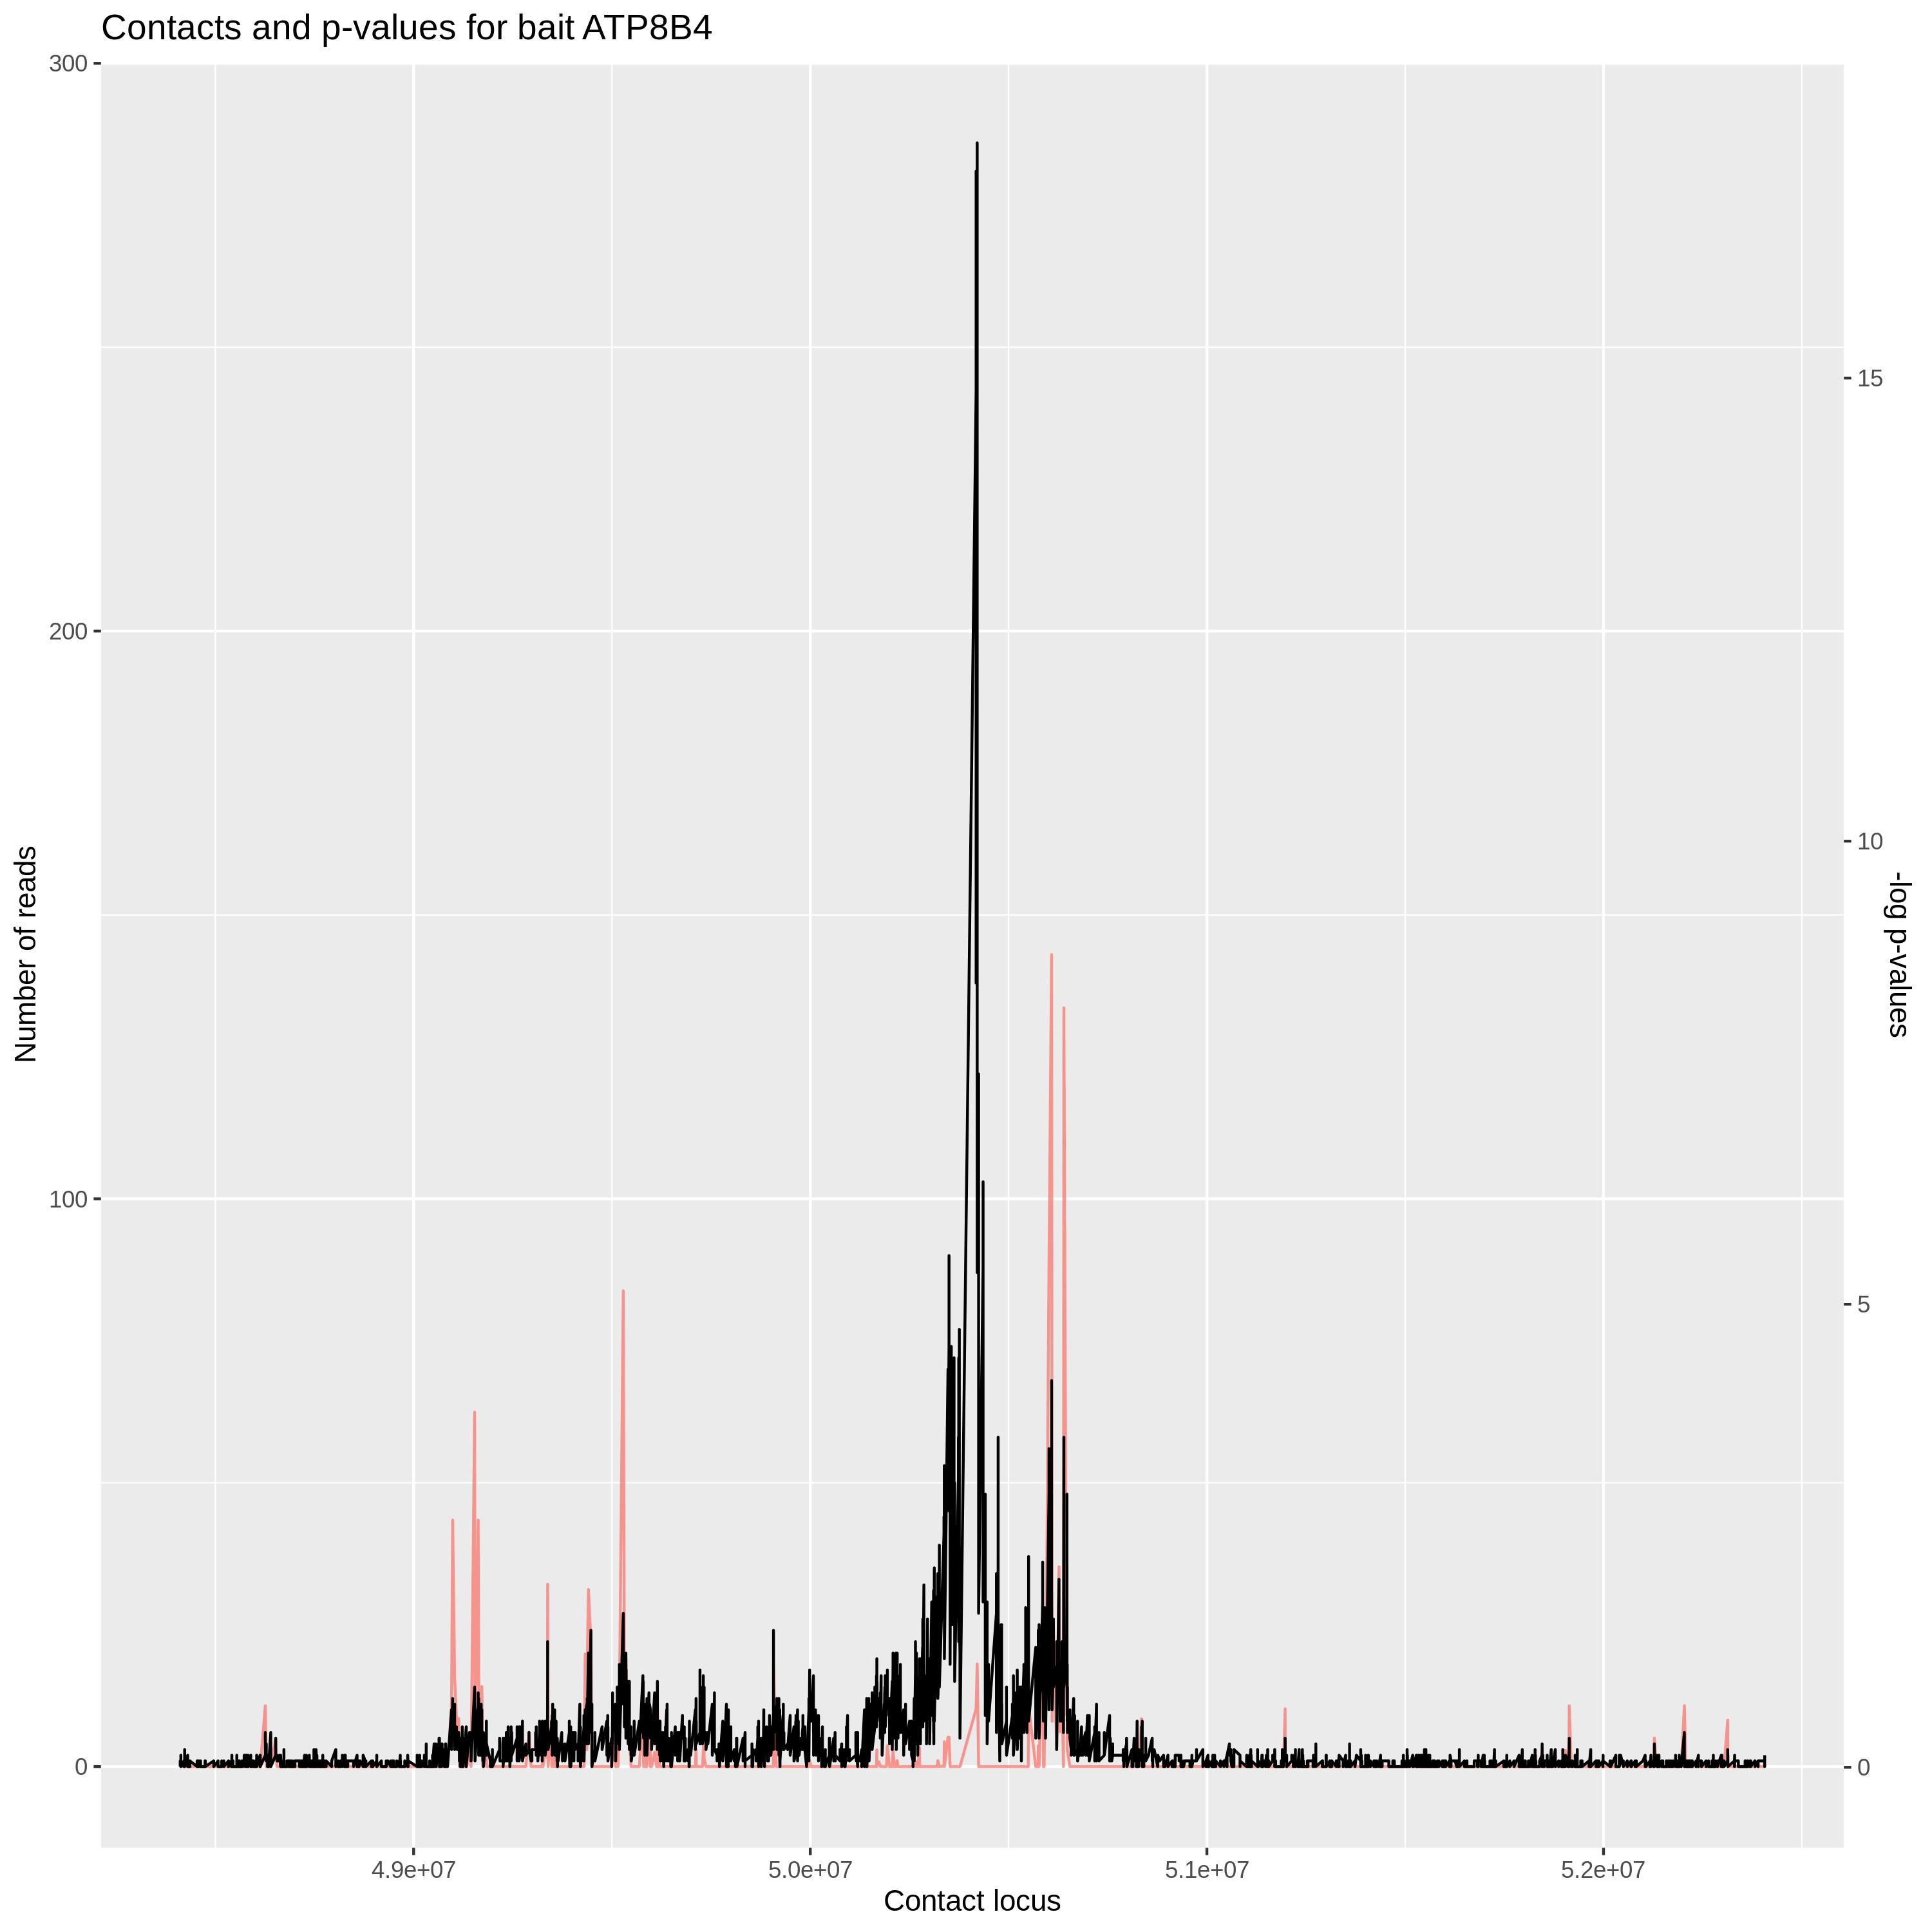 Contacts and p-values for bait ATP8B4
300
200
100
0
Number of reads
15
10
5
0
-log p-values
4.9e+07
5.0e+07
5.1e+07
5.2e+07
Contact locus